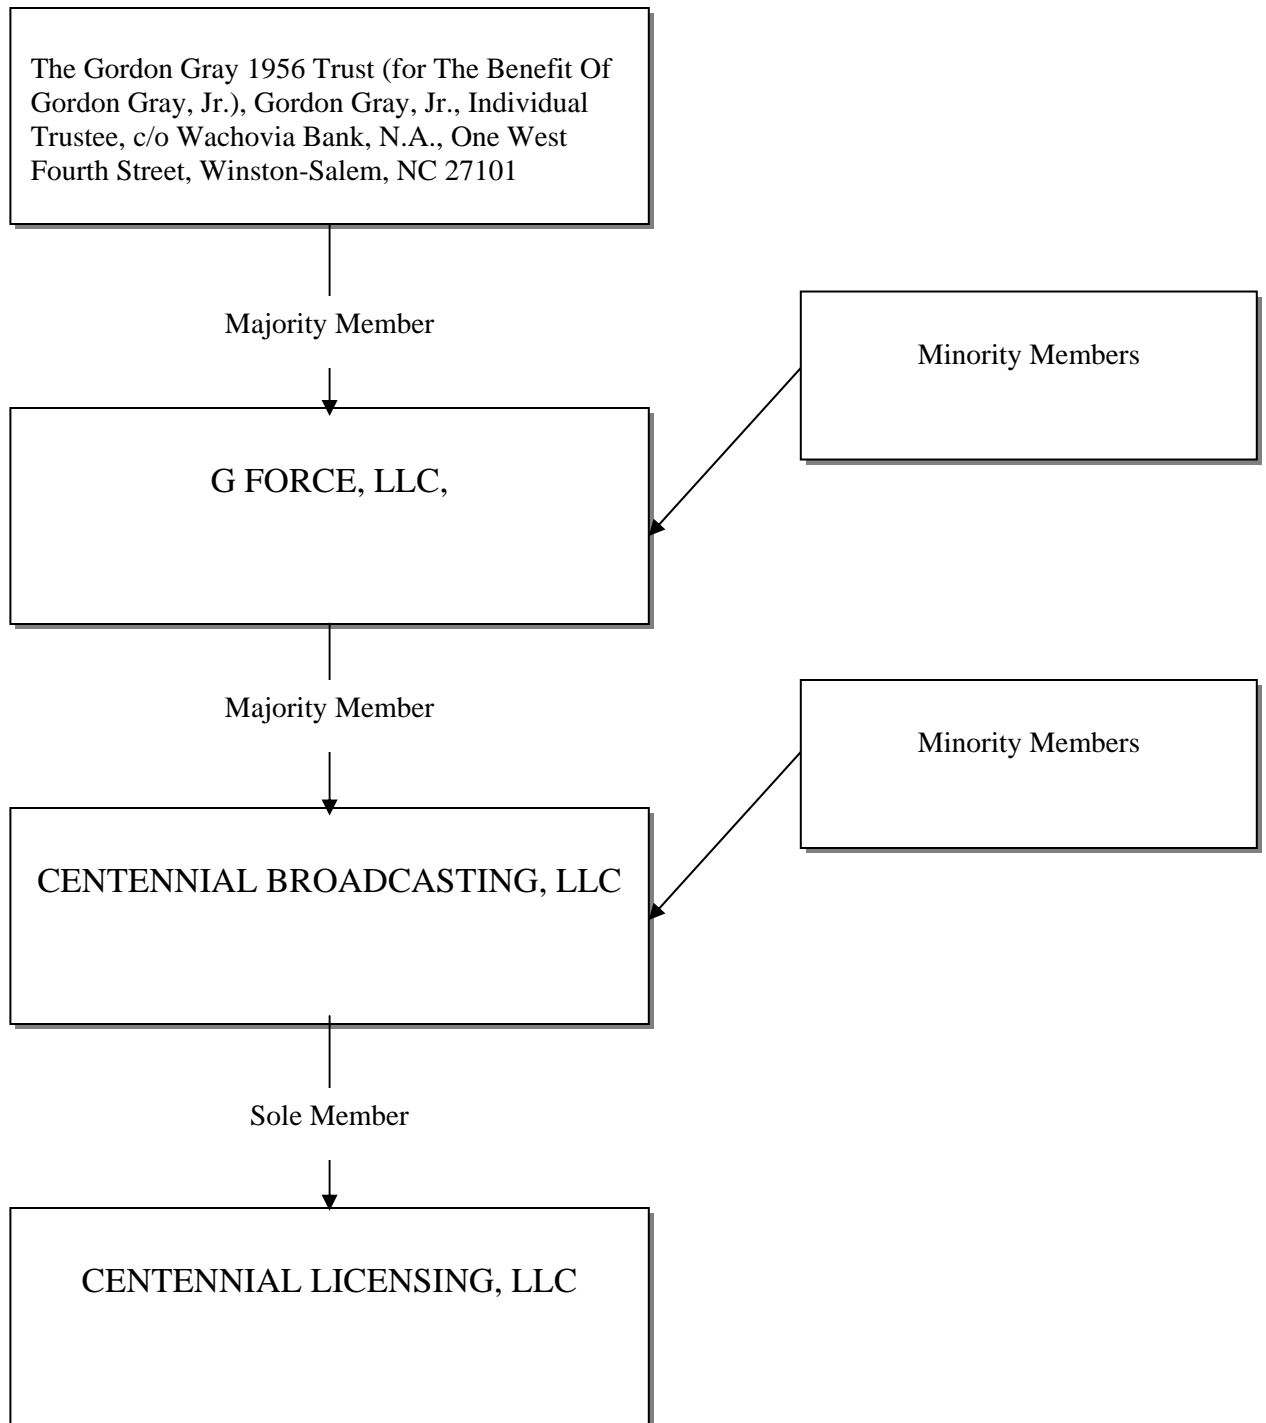 The Gordon Gray 1956 Trust (for The Benefit Of
Gordon Gray, Jr.), Gordon Gray, Jr., Individual
Trustee, c/o Wachovia Bank, N.A., One West
Fourth Street, Winston-Salem, NC 27101
Majority Member
Minority Members
G FORCE, LLC,
Majority Member
Minority Members
CENTENNIAL BROADCASTING, LLC
Sole Member
CENTENNIAL LICENSING, LLC